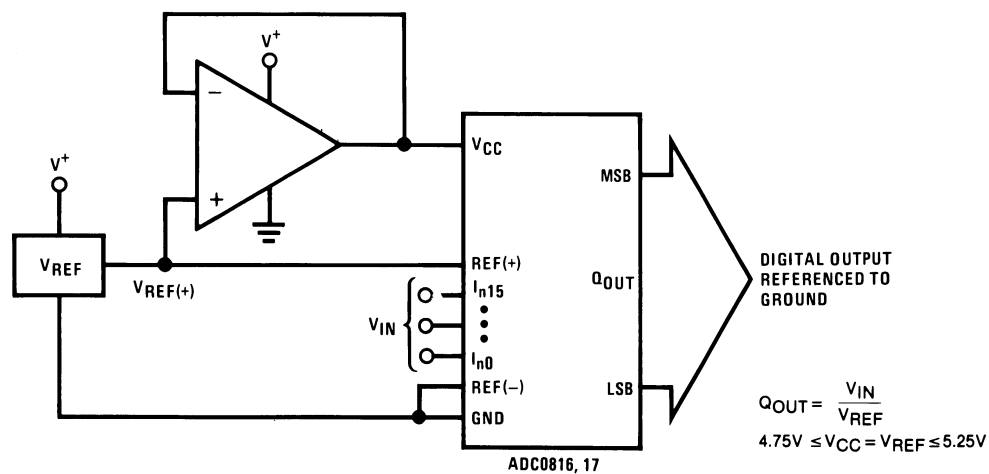 V+
−
+
V+
VREF
VREF(+)
VCC
REF(+)
In15
VIN
In0
REF(−)
GND
MSB
QOUT
LSB
ADC0816, 17
DIGITAL OUTPUT
REFERENCED TO
GROUND
QOUT = VIN / VREF
4.75V ≤ VCC = VREF ≤ 5.25V